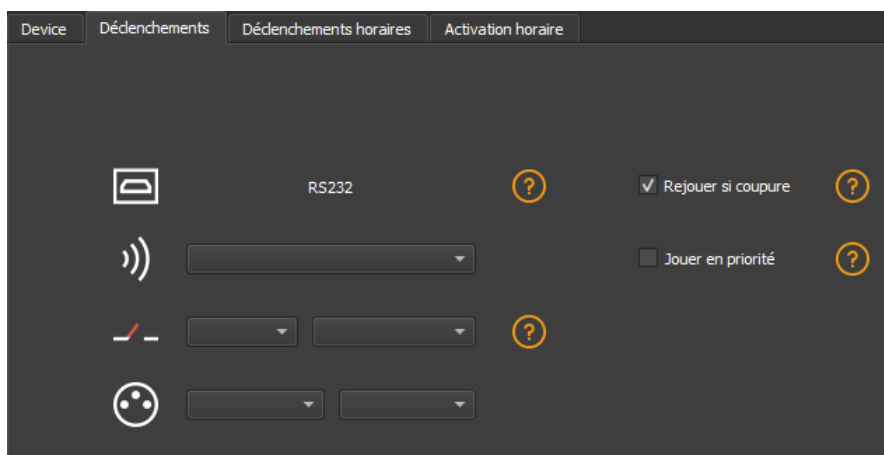 Device
Déclenchements
Déclenchements horaires
Activation horaire
RS232
?
Rejouer si coupure
?
Jouer en priorité
?
?